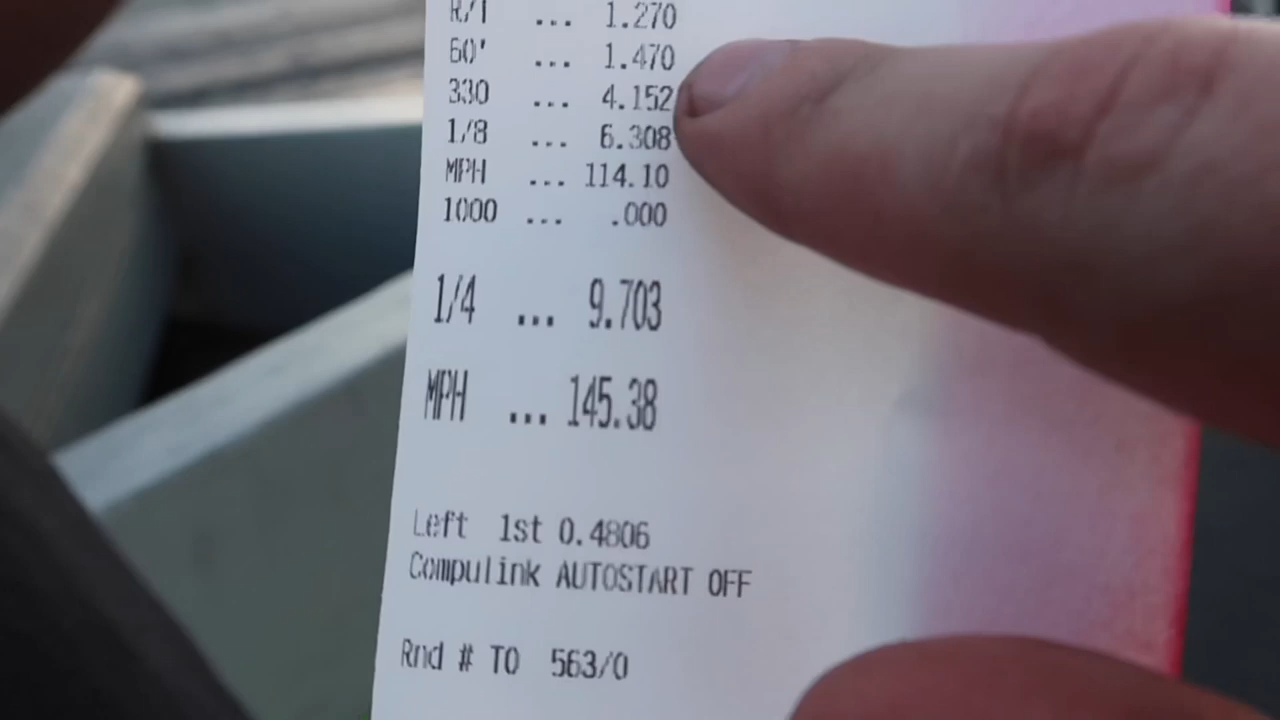 R/T ... 1.270
60' ... 1.470
330 ... 4.152
1/8 ... 6.308
MPH ... 114.10
1000 ... .000
1/4 ... 9.703
MPH ... 145.38
Left 1st 0.4806
Compulink AUTOSTART OFF
Rnd # TO 563/0